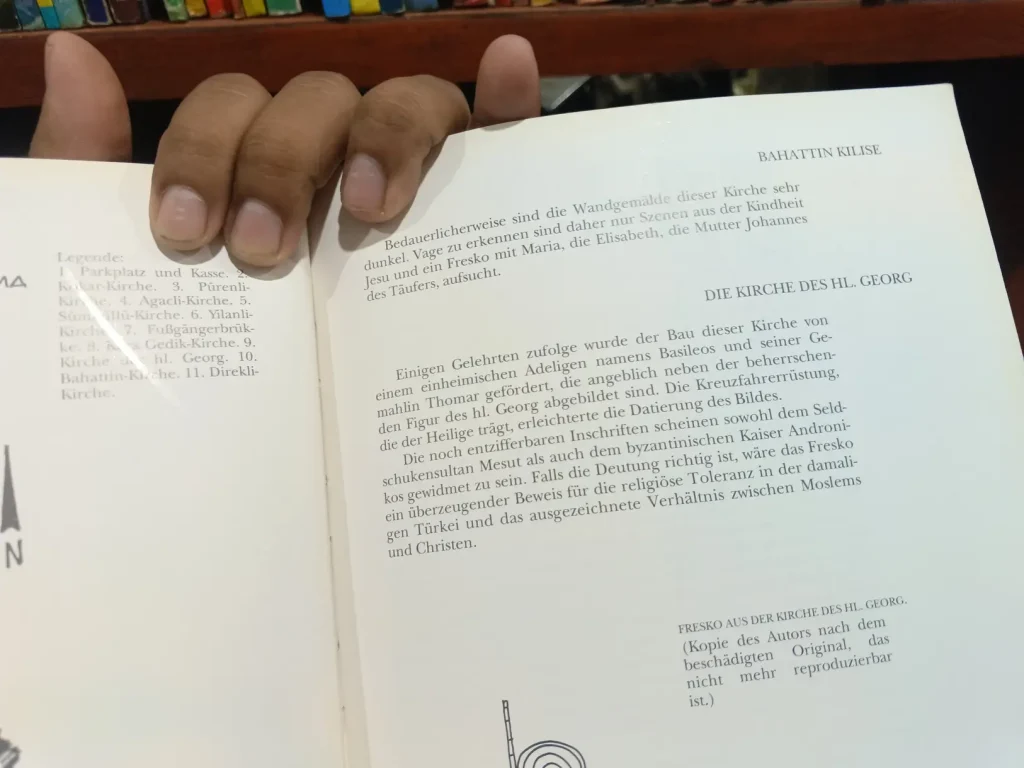 MA
Legende:
1. Parkplatz und Kasse. 2.
Kokar-Kirche. 3. Pürenli-
Kirche. 4. Agacli-Kirche. 5.
Sümbüllü-Kirche. 6. Yilanli-
Kirche. 7. Fußgängerbrük-
ke. 8. Kara Gedik-Kirche. 9.
Kirche des hl. Georg. 10.
Bahattin-Kirche. 11. Direkli-
Kirche.
N
BAHATTIN KILISE
Bedauerlicherweise sind die Wandgemälde dieser Kirche sehr
dunkel. Vage zu erkennen sind daher nur Szenen aus der Kindheit
Jesu und ein Fresko mit Maria, die Elisabeth, die Mutter Johannes
des Täufers, aufsucht.
DIE KIRCHE DES HL. GEORG
Einigen Gelehrten zufolge wurde der Bau dieser Kirche von
einem einheimischen Adeligen namens Basileos und seiner Ge-
mahlin Thomar gefördert, die angeblich neben der beherrschen-
den Figur des hl. Georg abgebildet sind. Die Kreuzfahrerrüstung,
die der Heilige trägt, erleichterte die Datierung des Bildes.
Die noch entzifferbaren Inschriften scheinen sowohl dem Seld-
schukensultan Mesut als auch dem byzantinischen Kaiser Androni-
kos gewidmet zu sein. Falls die Deutung richtig ist, wäre das Fresko
ein überzeugender Beweis für die religiöse Toleranz in der damali-
gen Türkei und das ausgezeichnete Verhältnis zwischen Moslems
und Christen.
FRESKO AUS DER KIRCHE DES HL. GEORG.
(Kopie des Autors nach dem
beschädigten Original, das
nicht mehr reproduzierbar
ist.)